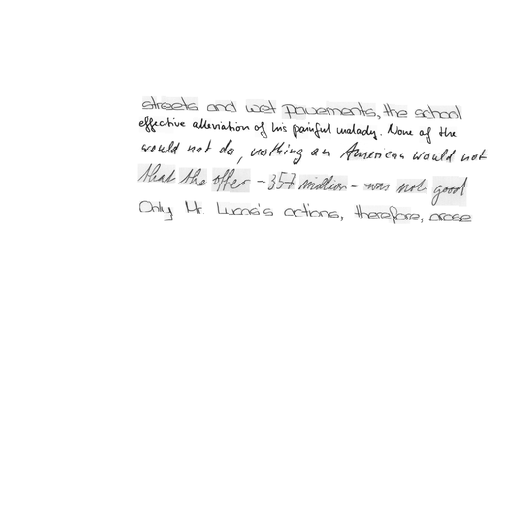 streets and wet pavements, the school
effective alleviation of his painful malady. None of the
would not do, nothing an American would not
that the offer - 357 million - was not good
Only Lt Lucas's actions, therefore, arose